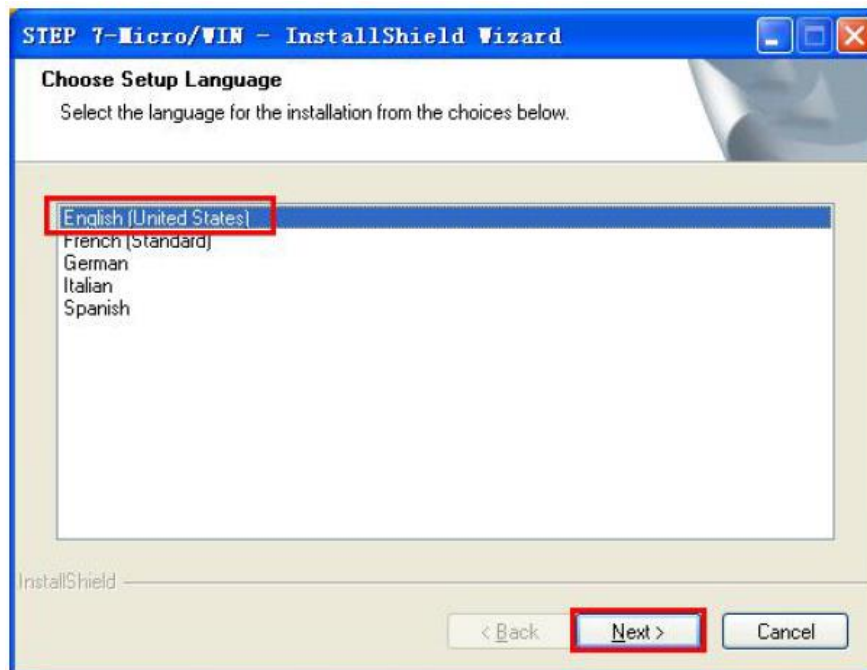 STEP 7-Micro/WIN - InstallShield Wizard
Choose Setup Language
Select the language for the installation from the choices below.
English (United States)
French (Standard)
German
Italian
Spanish
InstallShield
< Back
Next >
Cancel